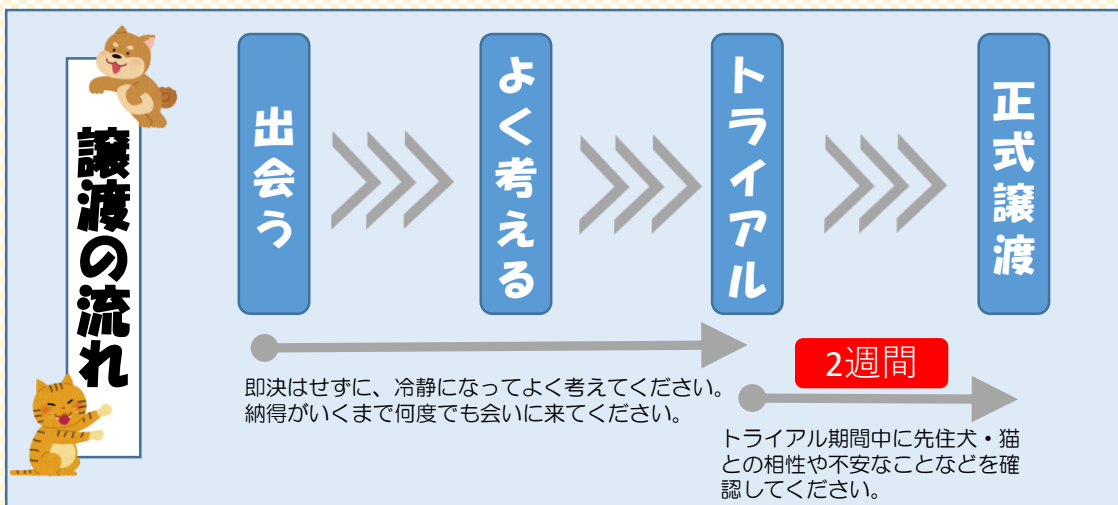 譲渡の流れ
出会う
よく考える
トライアル
正式譲渡
即決はせずに、冷静になってよく考えてください。
納得がいくまで何度でも会いに来てください。
2週間
トライアル期間中に先住犬・猫
との相性や不安なことなどを確
認してください。